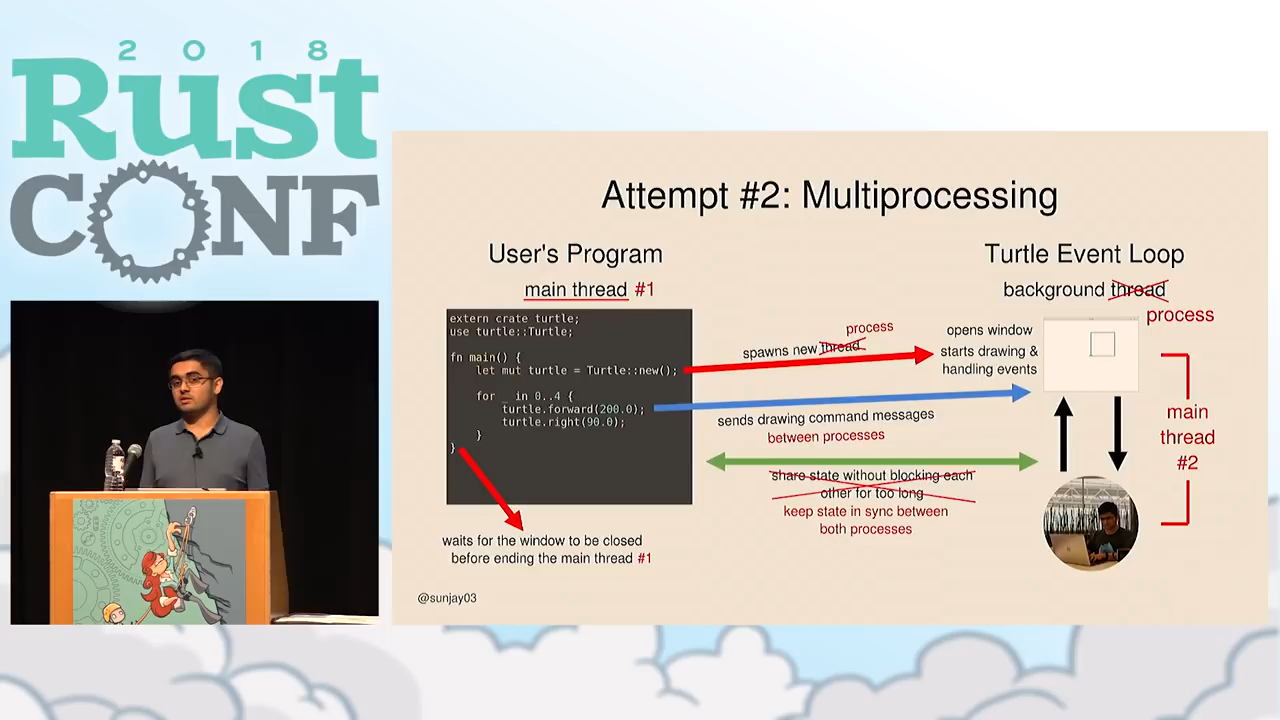 2018
Rust
CONF
Attempt #2: Multiprocessing
User's Program
main thread #1
extern crate turtle;
use turtle::Turtle;
fn main() {
let mut turtle = Turtle::new();
for _ in 0..4 {
turtle.forward(200.0);
turtle.right(90.0);
}
}
waits for the window to be closed
before ending the main thread #1
process
spawns new thread
sends drawing command messages
between processes
share state without blocking each
other for too long
keep state in sync between
both processes
Turtle Event Loop
background thread
process
opens window
starts drawing &
handling events
main
thread
#2
@sunjay03